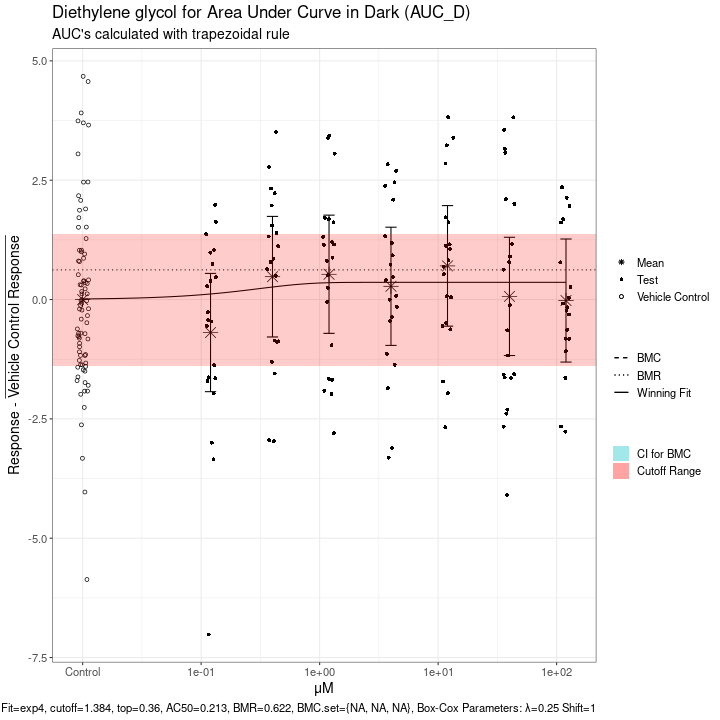 Diethylene glycol for Area Under Curve in Dark (AUC_D)
AUC's calculated with trapezoidal rule
Response - Vehicle Control Response
5.0
2.5
0.0
-2.5
-5.0
-7.5
Control
1e-01
1e+00
1e+01
1e+02
μM
Mean
Test
Vehicle Control
BMC
BMR
Winning Fit
CI for BMC
Cutoff Range
Fit=exp4, cutoff=1.384, top=0.36, AC50=0.213, BMR=0.622, BMC.set={NA, NA, NA}, Box-Cox Parameters: λ=0.25 Shift=1